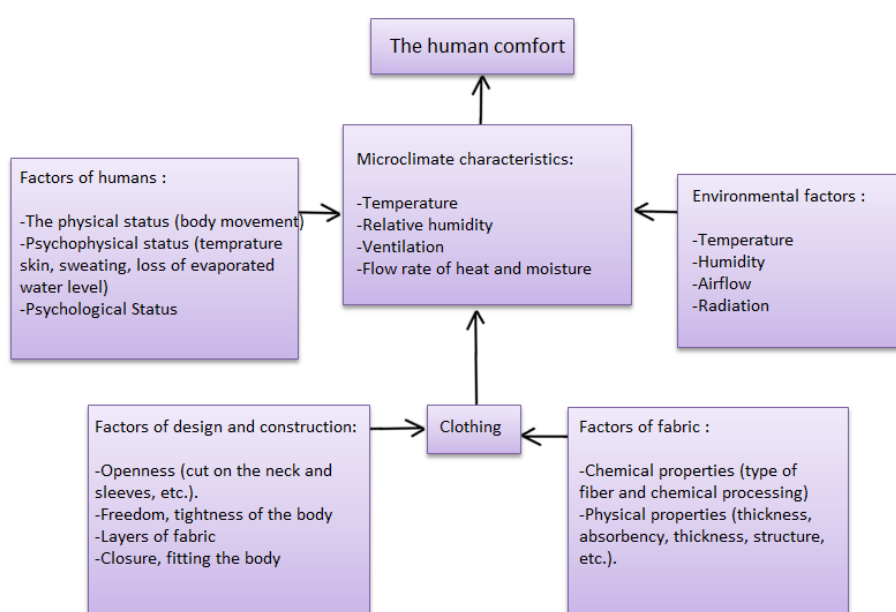 The human comfort
Microclimate characteristics:
-Temperature
-Relative humidity
-Ventilation
-Flow rate of heat and moisture
Factors of humans :
-The physical status (body movement)
-Psychophysical status (temprature
skin, sweating, loss of evaporated
water level)
-Psychological Status
Environmental factors :
-Temperature
-Humidity
-Airflow
-Radiation
Factors of design and construction:
-Openness (cut on the neck and
sleeves, etc.).
-Freedom, tightness of the body
-Layers of fabric
-Closure, fitting the body
Clothing
Factors of fabric :
-Chemical properties (type of
fiber and chemical processing)
-Physical properties (thickness,
absorbency, thickness, structure,
etc.).